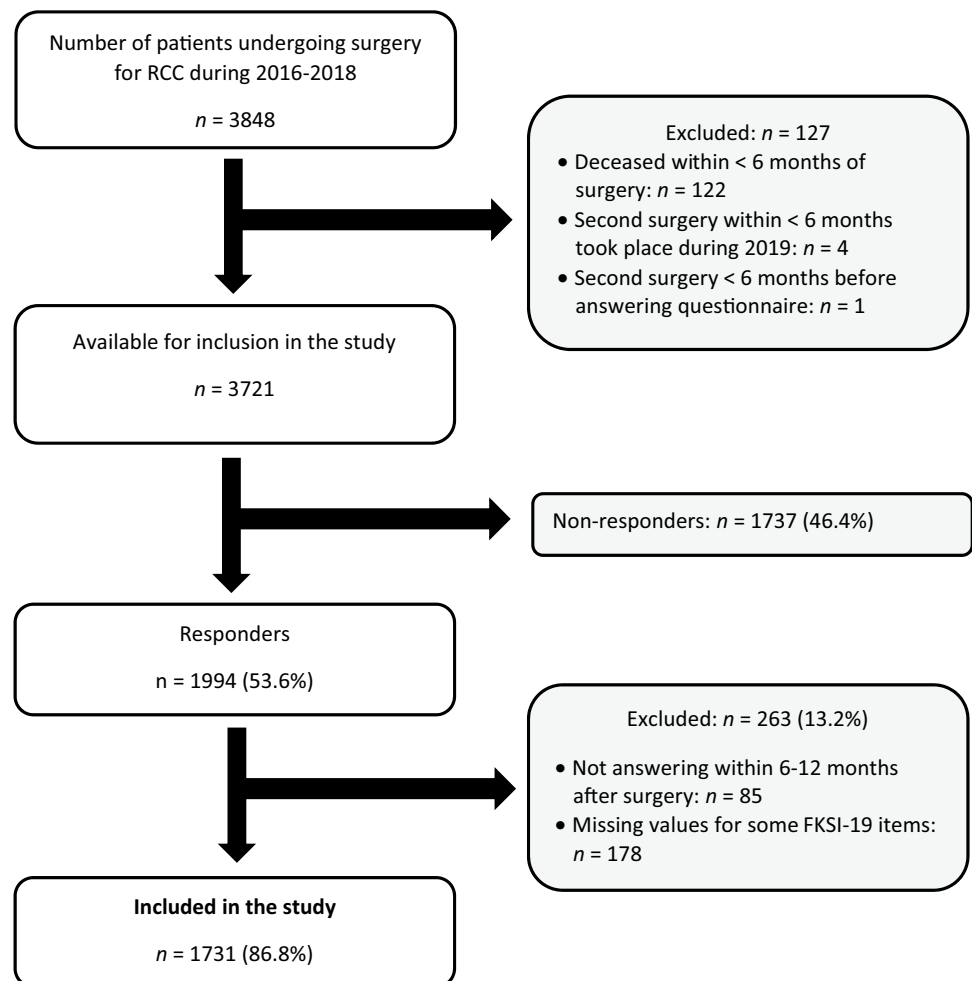 Number of patients undergoing surgery
for RCC during 2016-2018
n = 3848
Excluded: n = 127
• Deceased within < 6 months of
surgery: n = 122
• Second surgery within < 6 months
took place during 2019: n = 4
• Second surgery < 6 months before
answering questionnaire: n = 1
Available for inclusion in the study
n = 3721
Non-responders: n = 1737 (46.4%)
Responders
n = 1994 (53.6%)
Excluded: n = 263 (13.2%)
• Not answering within 6-12 months
after surgery: n = 85
• Missing values for some FKSI-19 items:
n = 178
Included in the study
n = 1731 (86.8%)